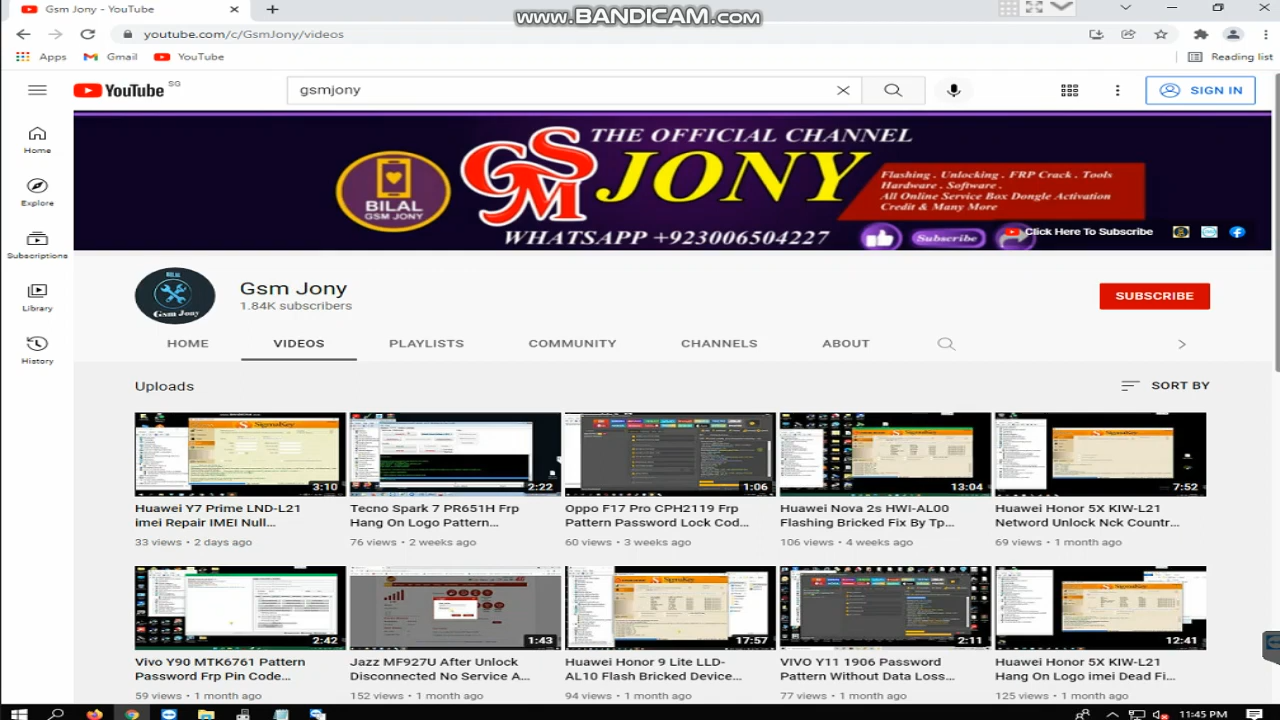 Gsm Jony - YouTube
www.BANDICAM.com
youtube.com/c/GsmJony/videos
Apps
Gmail
YouTube
Reading list
YouTube SG
gsmjony
SIGN IN
Home
Explore
Subscriptions
Library
History
THE OFFICIAL CHANNEL
GSM JONY
BILAL
GSM JONY
Flashing . Unlocking . FRP Crack . Tools
Hardware . Software .
All Online Service Box Dongle Activation
Credit & Many More
WHATSAPP +923006504227
Subscribe
Click Here To Subscribe
Gsm Jony
Gsm Jony
1.84K subscribers
SUBSCRIBE
HOME
VIDEOS
PLAYLISTS
COMMUNITY
CHANNELS
ABOUT
Uploads
SORT BY
SigmaKey
3:10
2:22
1:06
SigmaKey
13:04
SigmaKey
7:52
Huawei Y7 Prime LND-L21
imei Repair IMEI Null...
33 views • 2 days ago
Tecno Spark 7 PR651H Frp
Hang On Logo Pattern...
76 views • 2 weeks ago
Oppo F17 Pro CPH2119 Frp
Pattern Password Lock Cod...
60 views • 3 weeks ago
Huawei Nova 2s HWI-AL00
Flashing Bricked Fix By Tp...
106 views • 4 weeks ago
Huawei Honor 5X KIW-L21
Netword Unlock Nck Countr...
69 views • 1 month ago
2:42
1:43
17:57
2:11
12:41
Vivo Y90 MTK6761 Pattern
Password Frp Pin Code...
59 views • 1 month ago
Jazz MF927U After Unlock
Disconnected No Service A...
152 views • 1 month ago
Huawei Honor 9 Lite LLD-
AL10 Flash Bricked Device...
94 views • 1 month ago
VIVO Y11 1906 Password
Pattern Without Data Loss...
77 views • 1 month ago
Huawei Honor 5X KIW-L21
Hang On Logo imei Dead Fi...
125 views • 1 month ago
11:45 PM